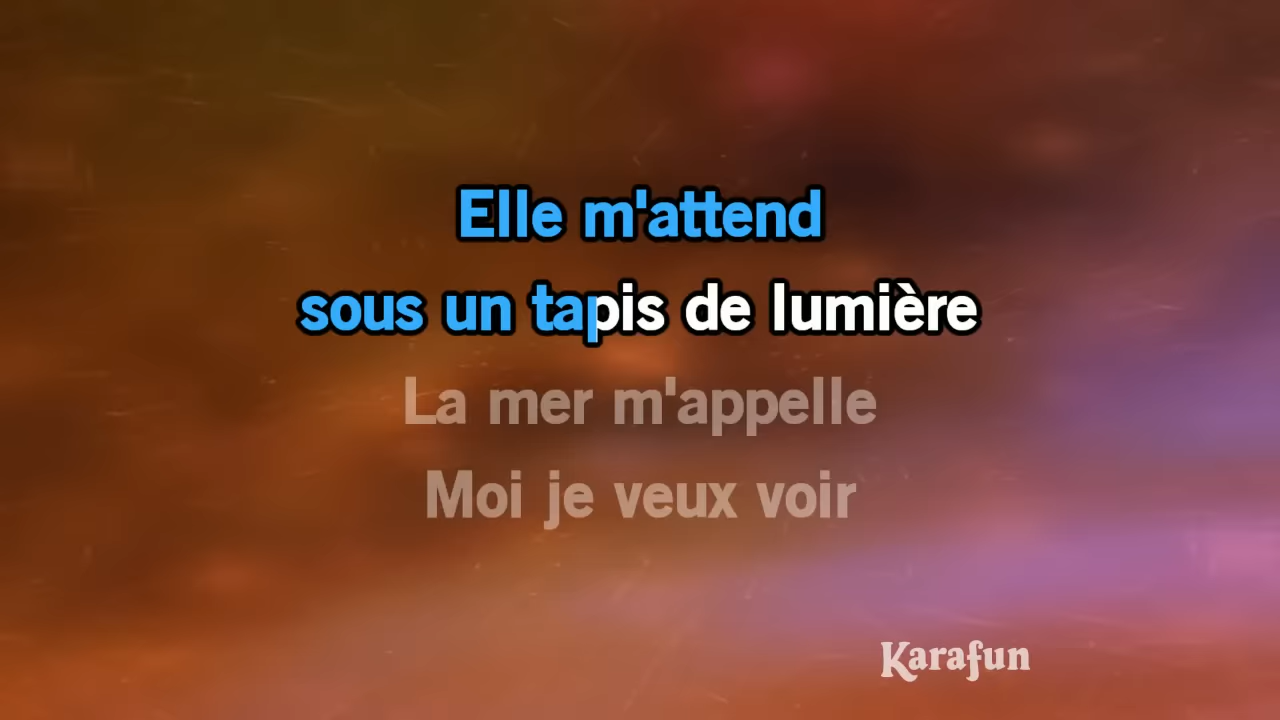 Elle m'attend
sous un tapis de lumière
La mer m'appelle
Moi je veux voir
Karafun